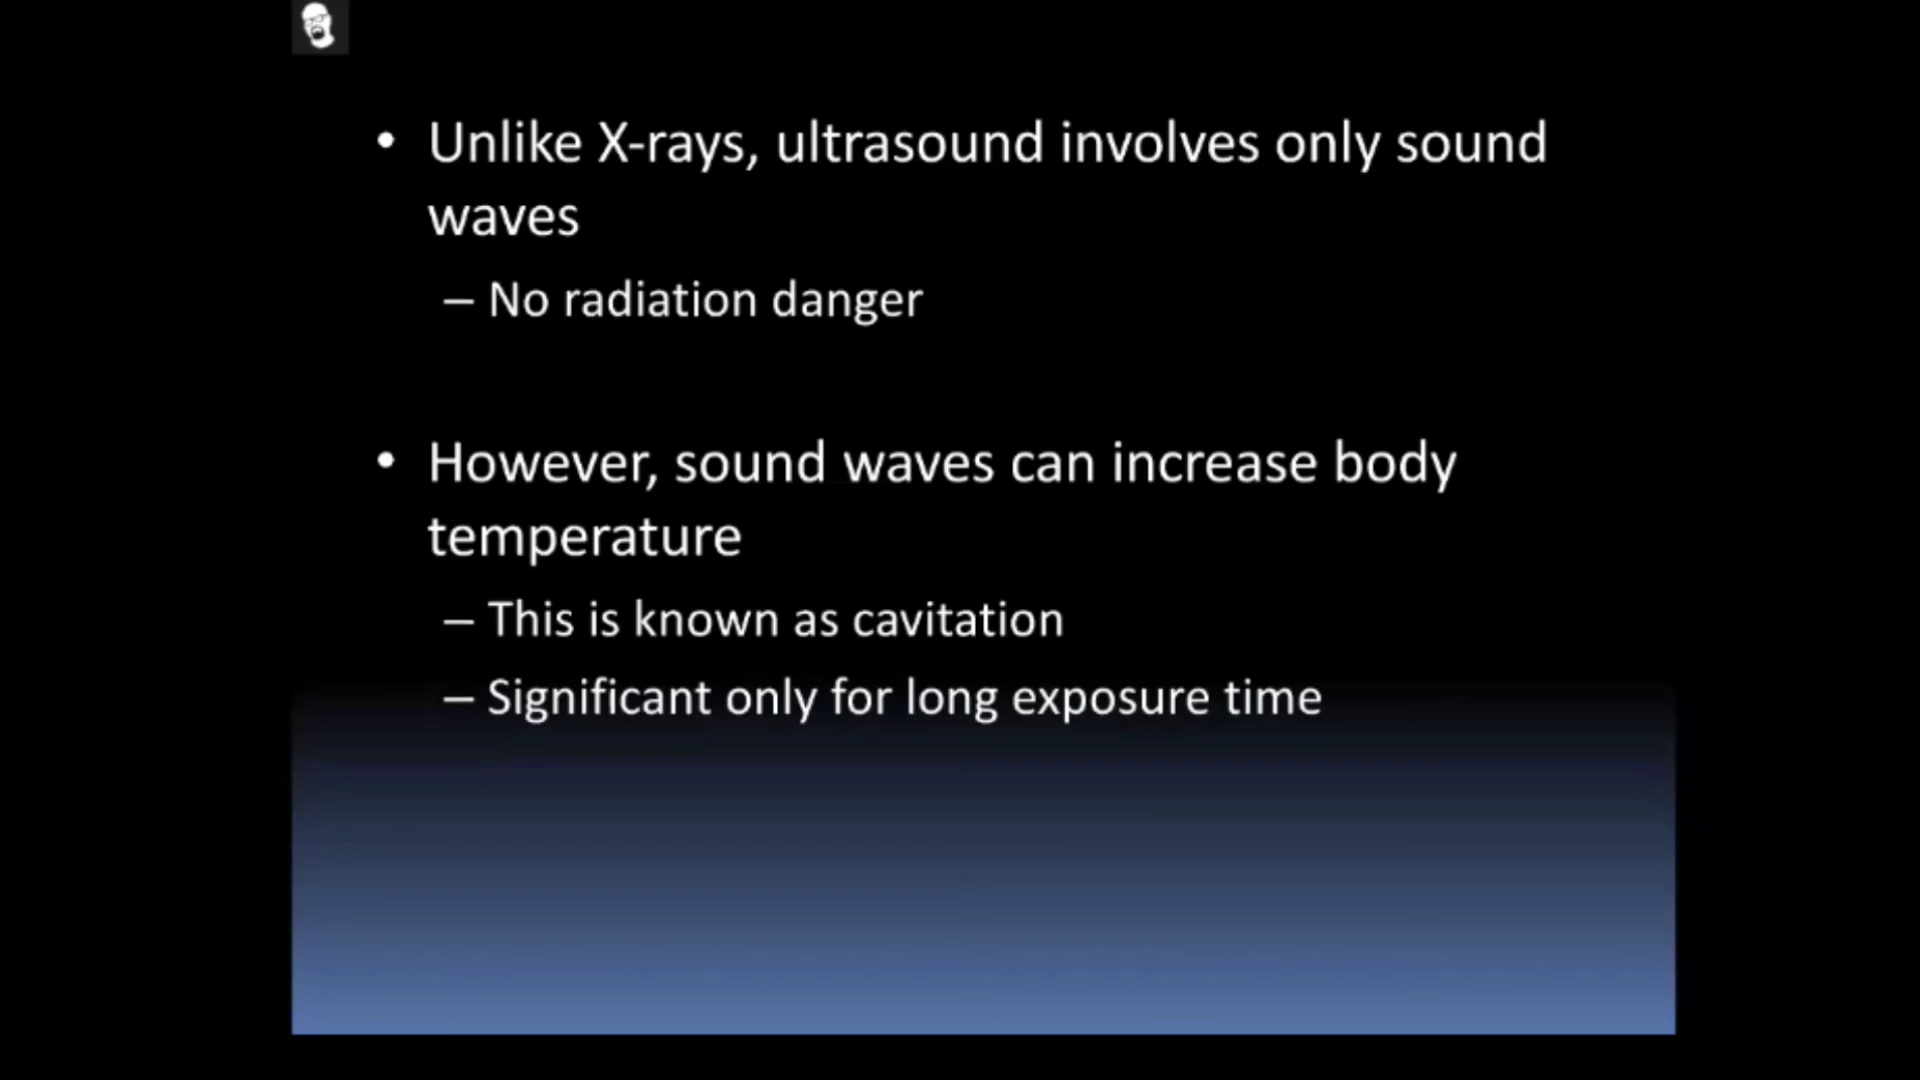 • Unlike X-rays, ultrasound involves only sound
waves
– No radiation danger
• However, sound waves can increase body
temperature
– This is known as cavitation
– Significant only for long exposure time